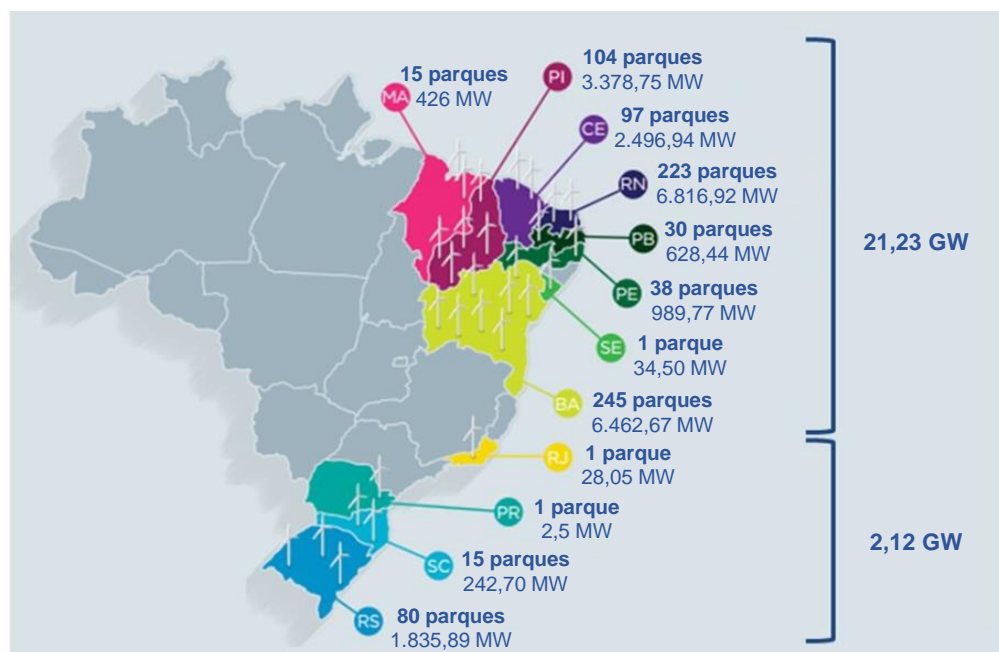 104 parques
3.378,75 MW
PI
15 parques
426 MW
MA
97 parques
2.496,94 MW
CE
223 parques
6.816,92 MW
RN
30 parques
628,44 MW
PB
21,23 GW
38 parques
989,77 MW
PE
1 parque
34,50 MW
SE
245 parques
6.462,67 MW
BA
1 parque
28,05 MW
RJ
1 parque
2,5 MW
PR
2,12 GW
15 parques
242,70 MW
SC
80 parques
1.835,89 MW
RS